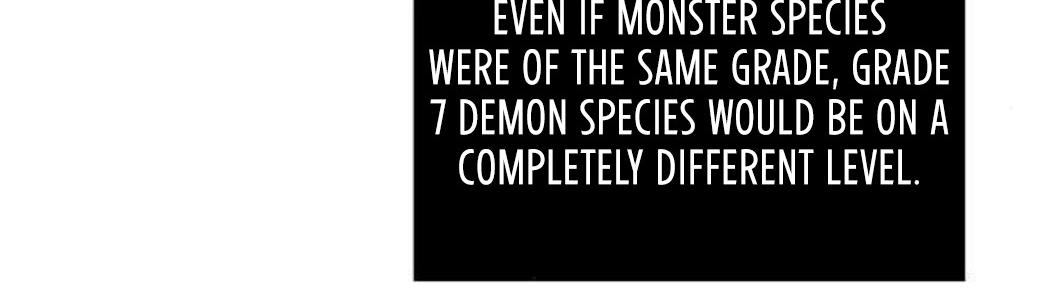 EVEN IF MONSTER SPECIES
WERE OF THE SAME GRADE, GRADE
7 DEMON SPECIES WOULD BE ON A
COMPLETELY DIFFERENT LEVEL.